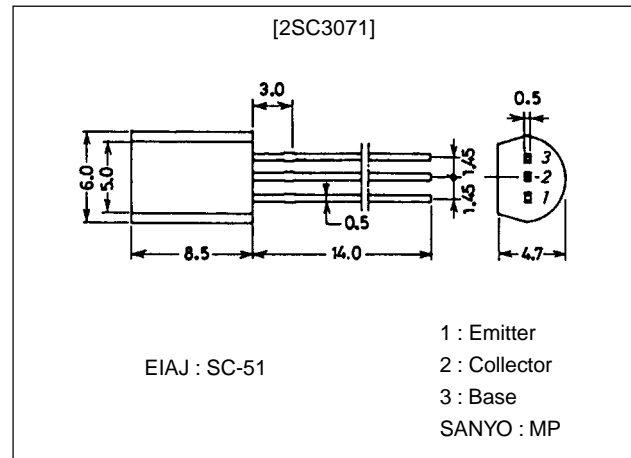 [2SC3071]
3.0
0.5
6.0
5.0
1.45
1.45
3
2
1
0.5
8.5
14.0
4.7
EIAJ : SC-51
1 : Emitter
2 : Collector
3 : Base
SANYO : MP